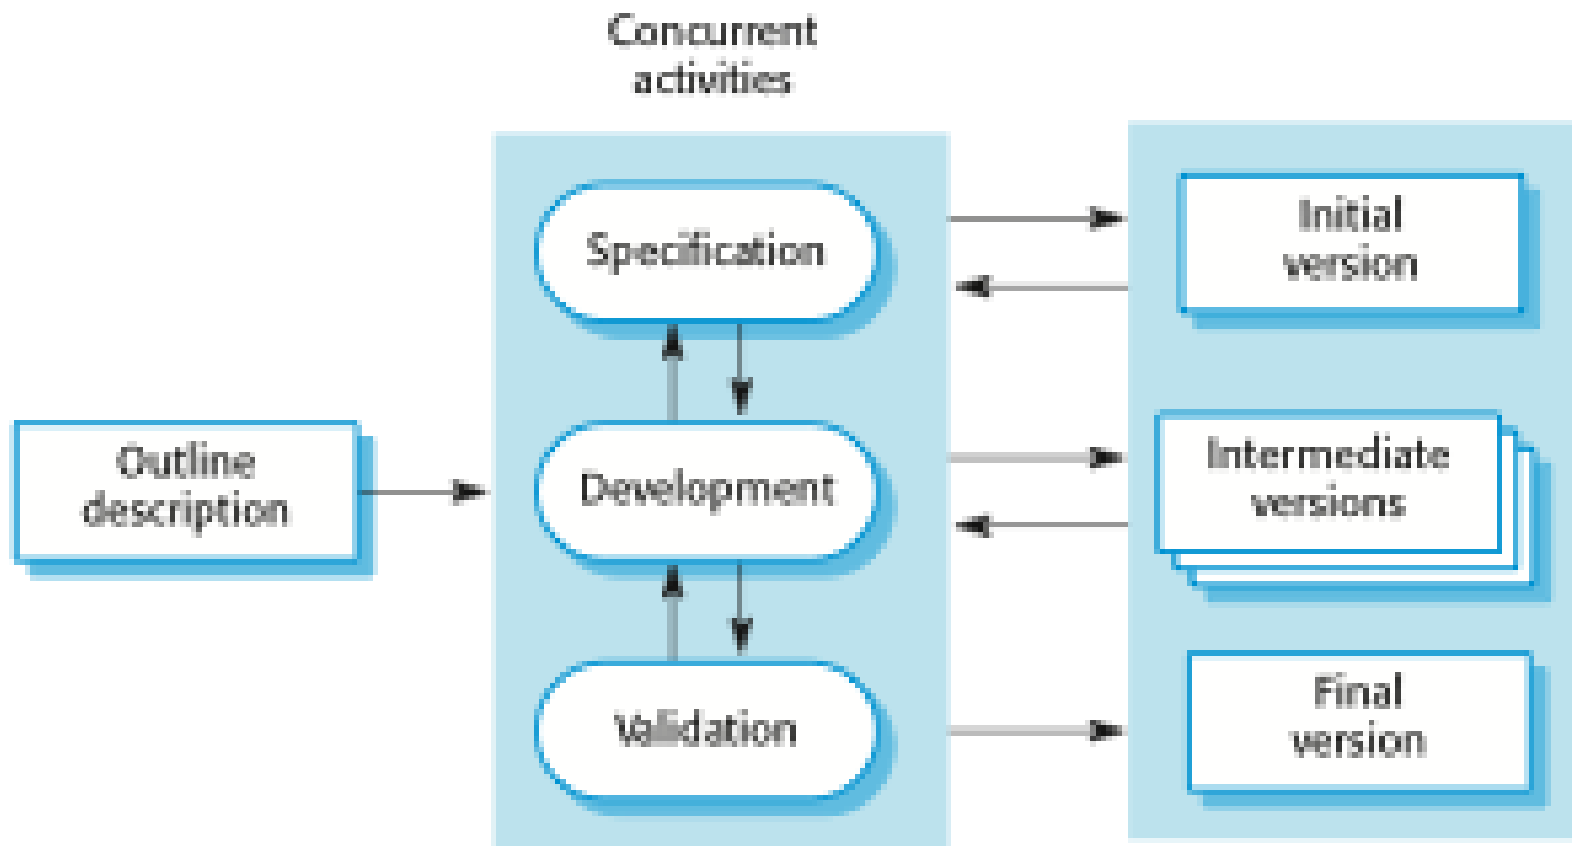 Concurrent
activities
Specification
Initial
version
Outline
description
Development
Intermediate
versions
Validation
Final
version